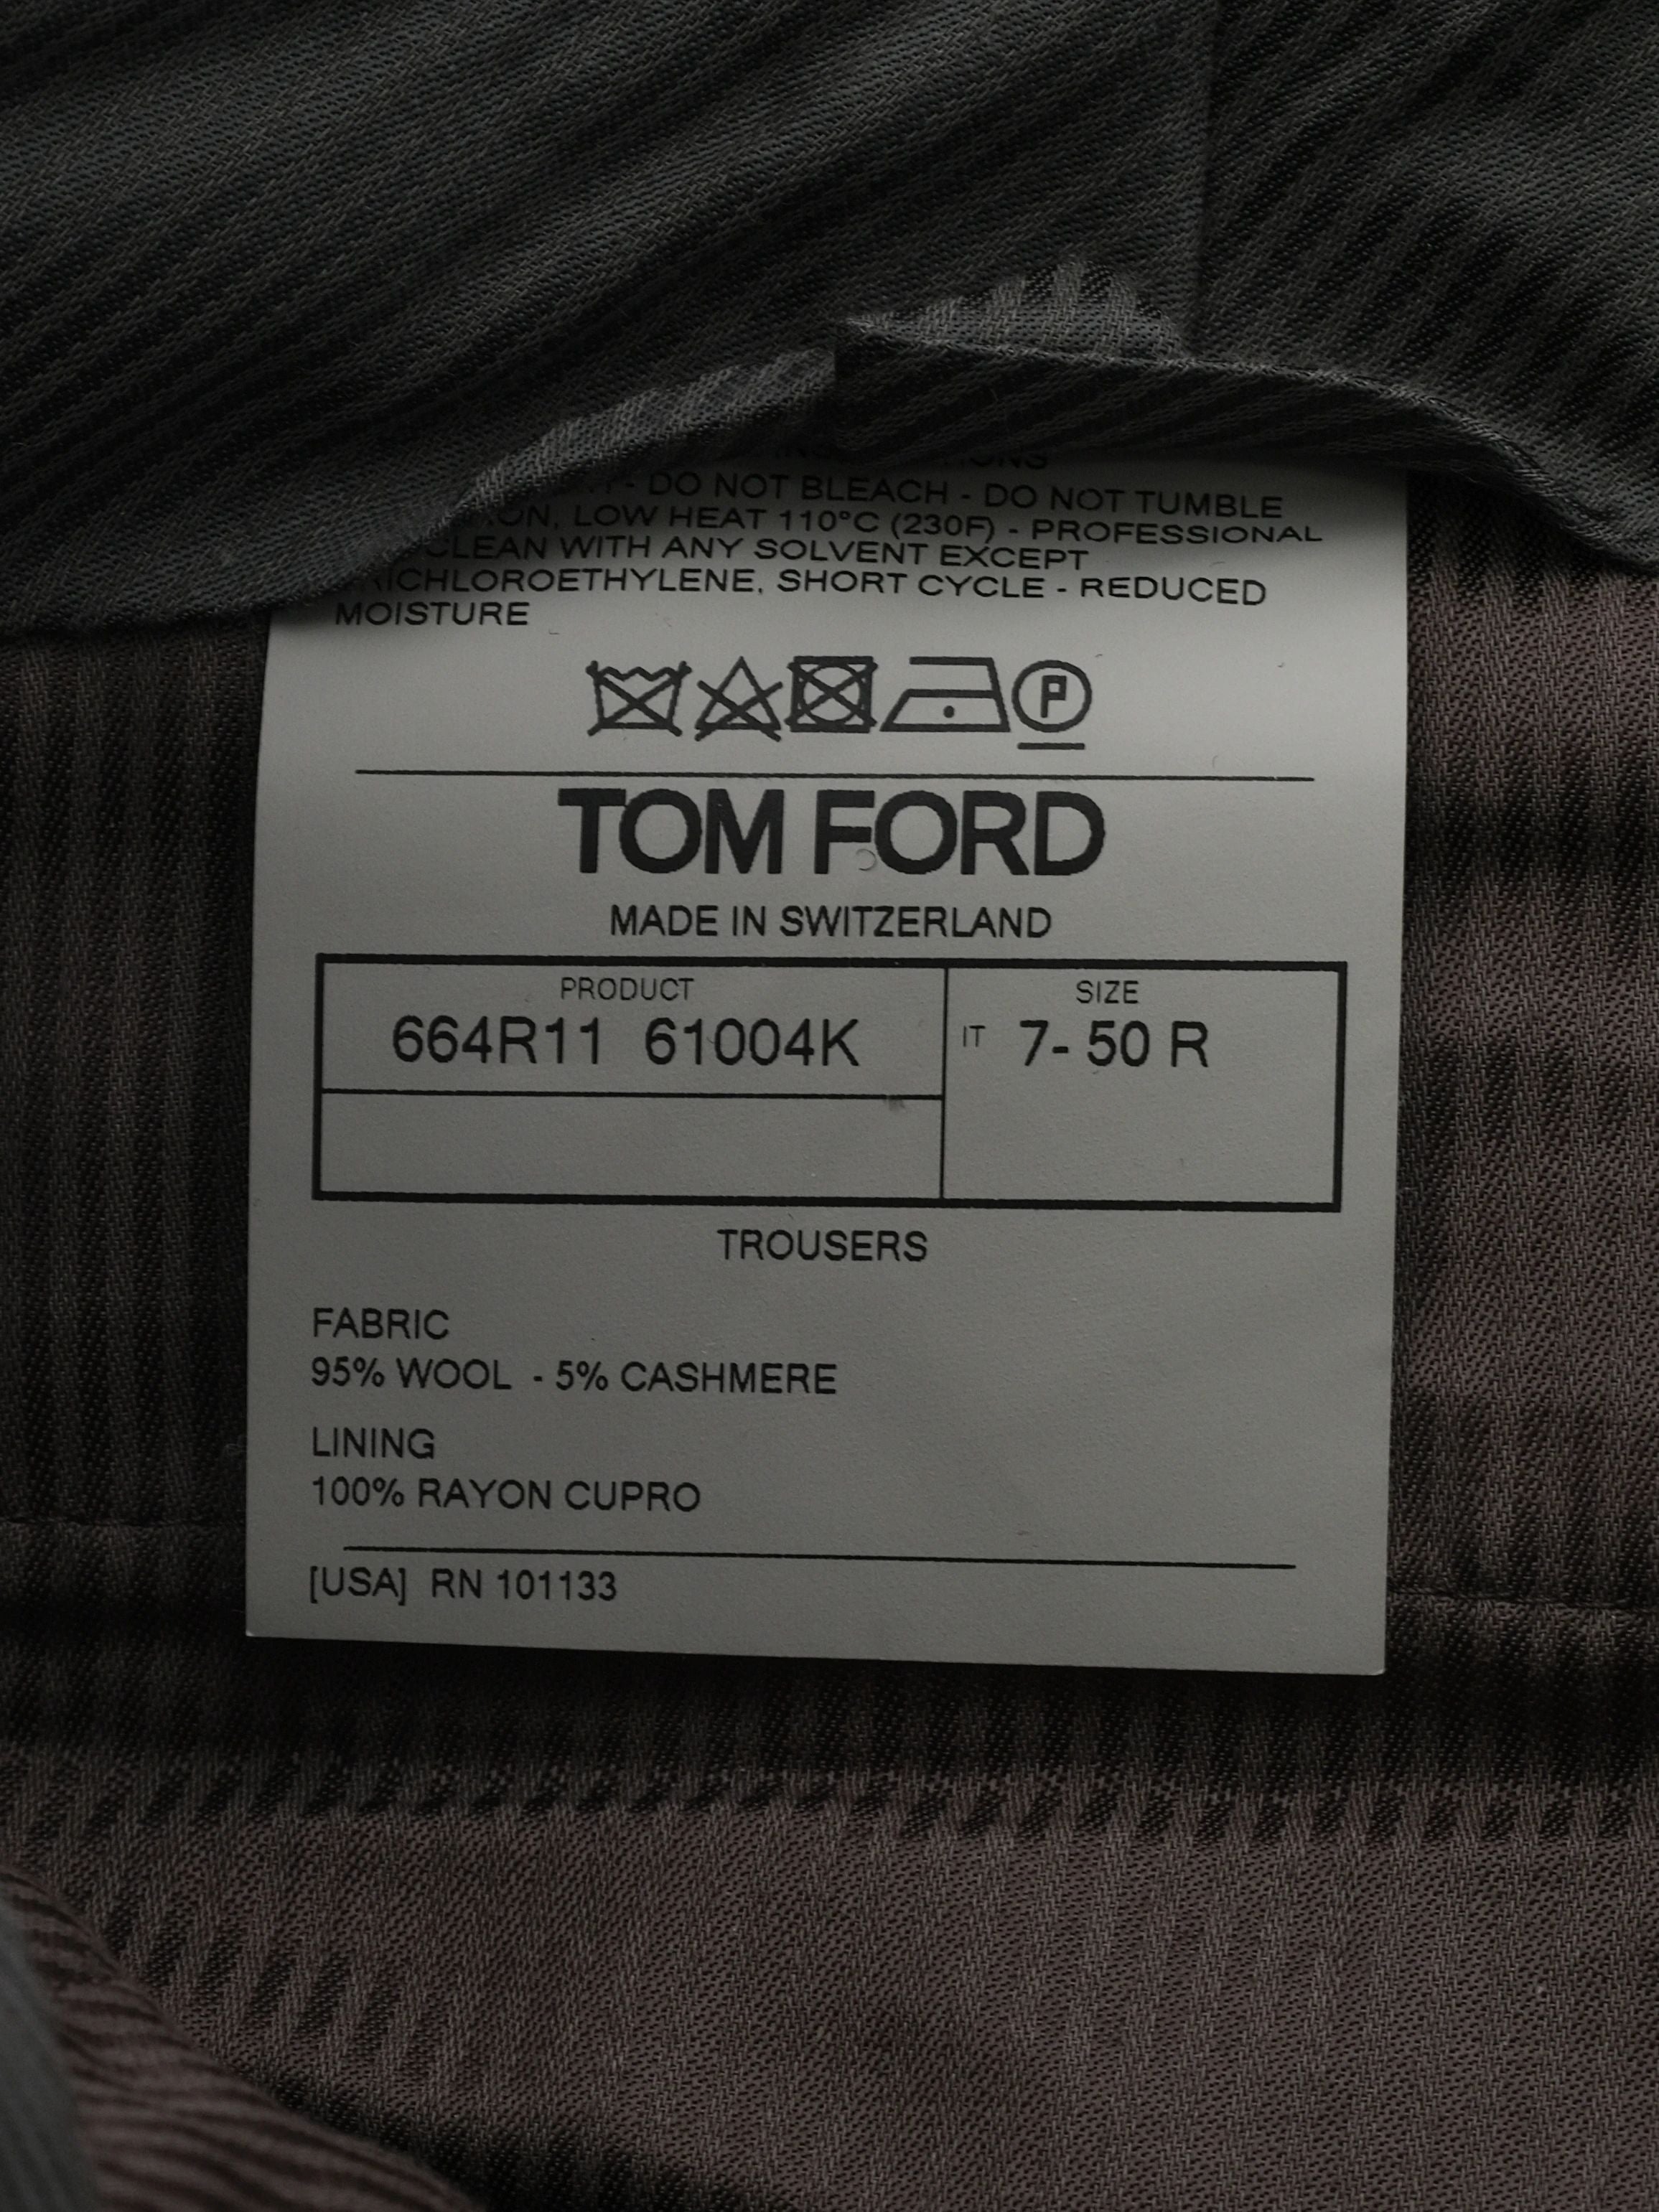 - DO NOT BLEACH - DO NOT TUMBLE
LOW HEAT 110°C (230F) - PROFESSIONAL
CLEAN WITH ANY SOLVENT EXCEPT
RICHLOROETHYLENE, SHORT CYCLE - REDUCED
MOISTURE
P
TOM FORD
MADE IN SWITZERLAND
PRODUCT SIZE
664R11 61004K IT 7- 50 R
TROUSERS
FABRIC
95% WOOL - 5% CASHMERE
LINING
100% RAYON CUPRO
[USA] RN 101133